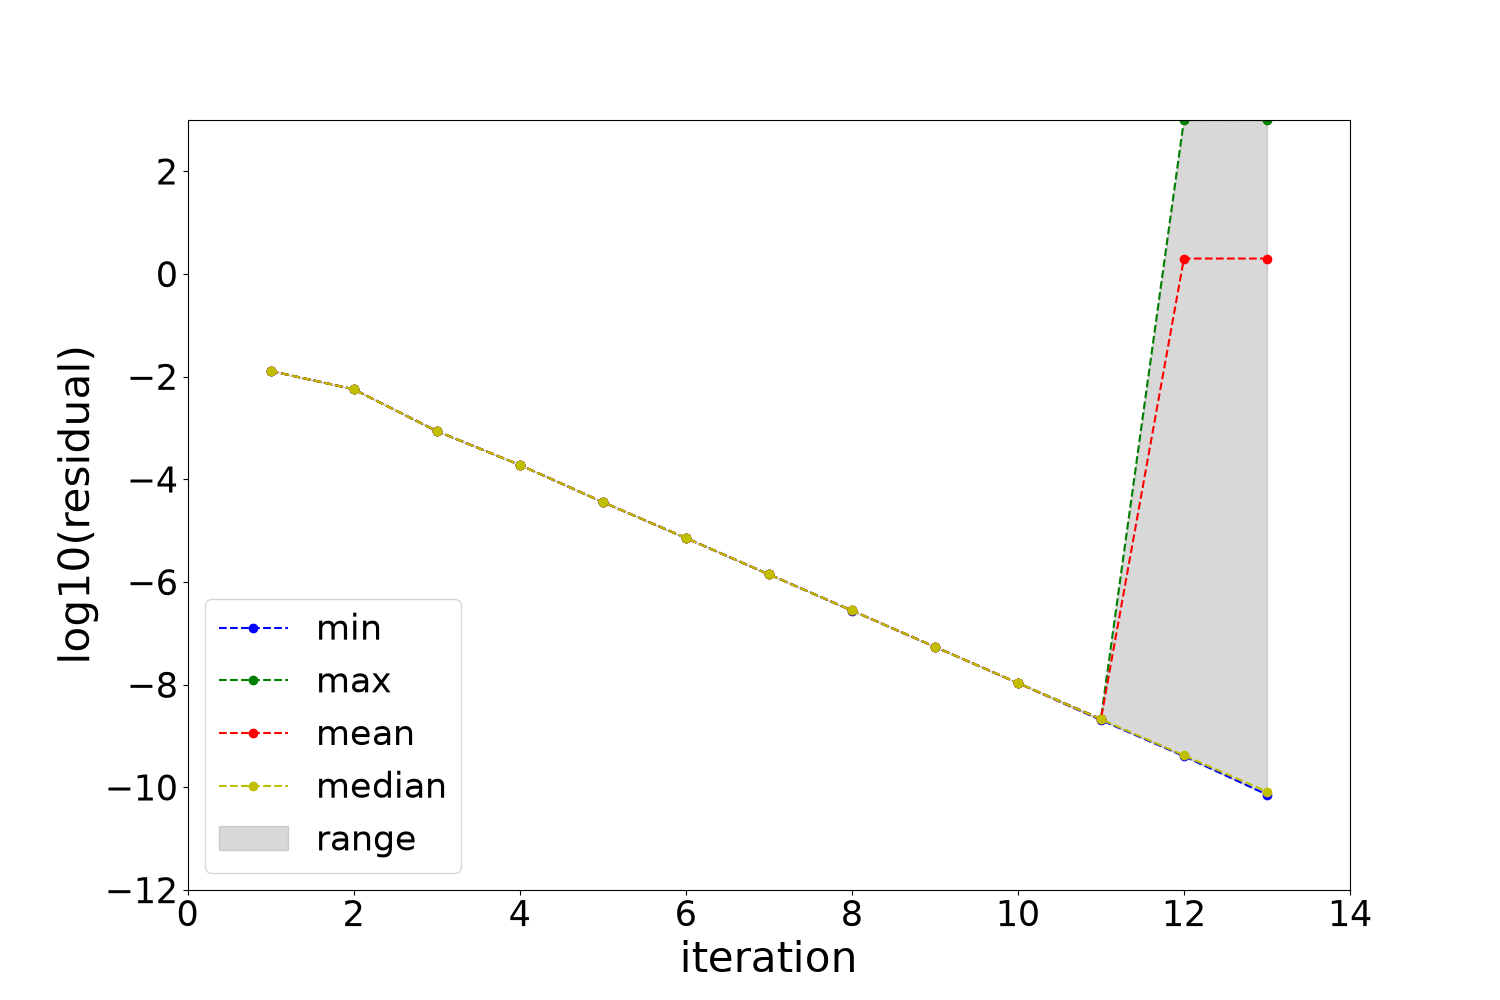 2
0
−2
−4
−6
−8
−10
−12
log10(residual)
min
max
mean
median
range
0 2 4 6 8 10 12 14
iteration